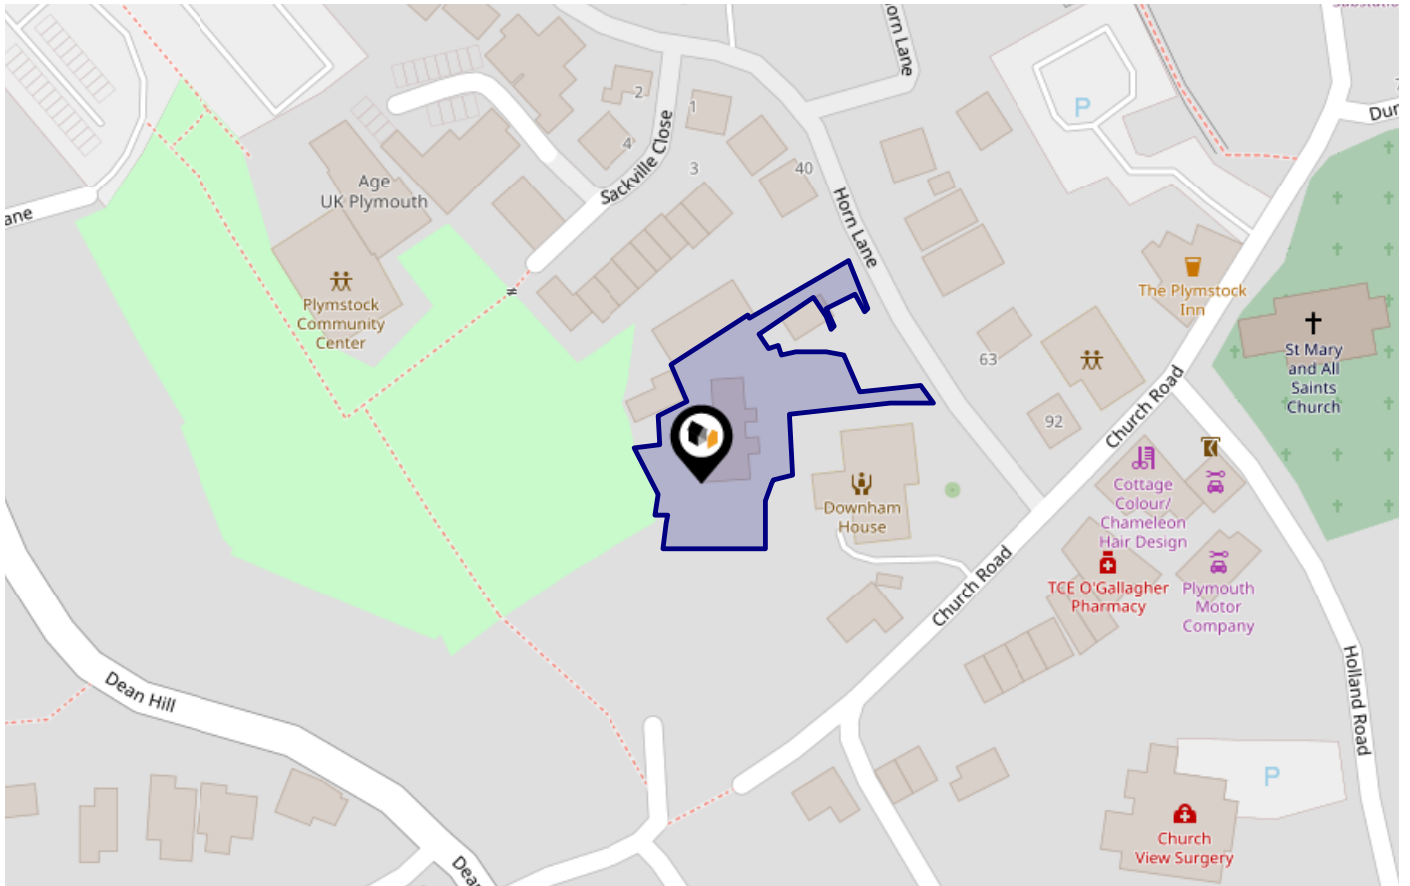 Horn Lane
2
1
4
3
40
Sackville Close
P
Age
UK Plymouth
ane
Horn Lane
Plymstock
Community
Center
The Plymstock
Inn
St Mary
and All
Saints
Church
63
92
Church Road
Cottage
Colour/
Chameleon
Hair Design
Downham
House
Church Road
TCE O'Gallagher
Pharmacy
Plymouth
Motor
Company
Holland Road
Dean Hill
P
Church
View Surgery